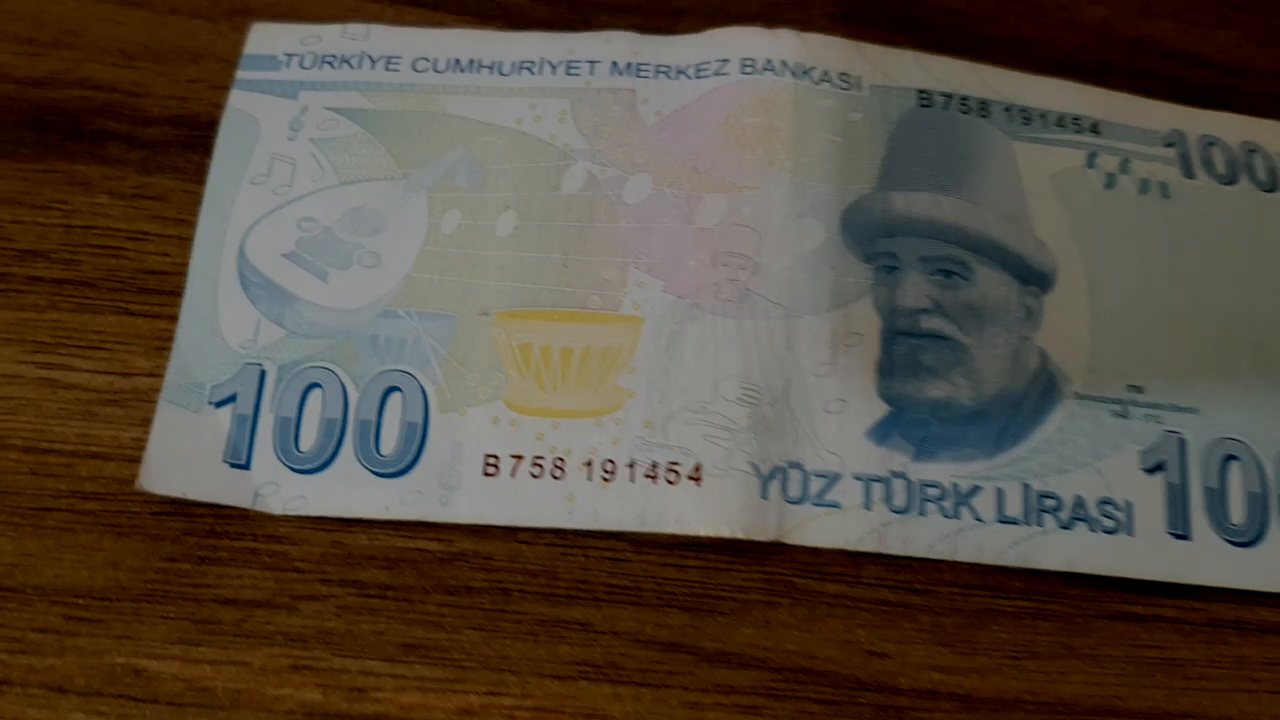 TÜRKİYE CUMHURİYET MERKEZ BANKASI
B758 191454
100
100
B758 191454
YÜZ TÜRK LİRASI